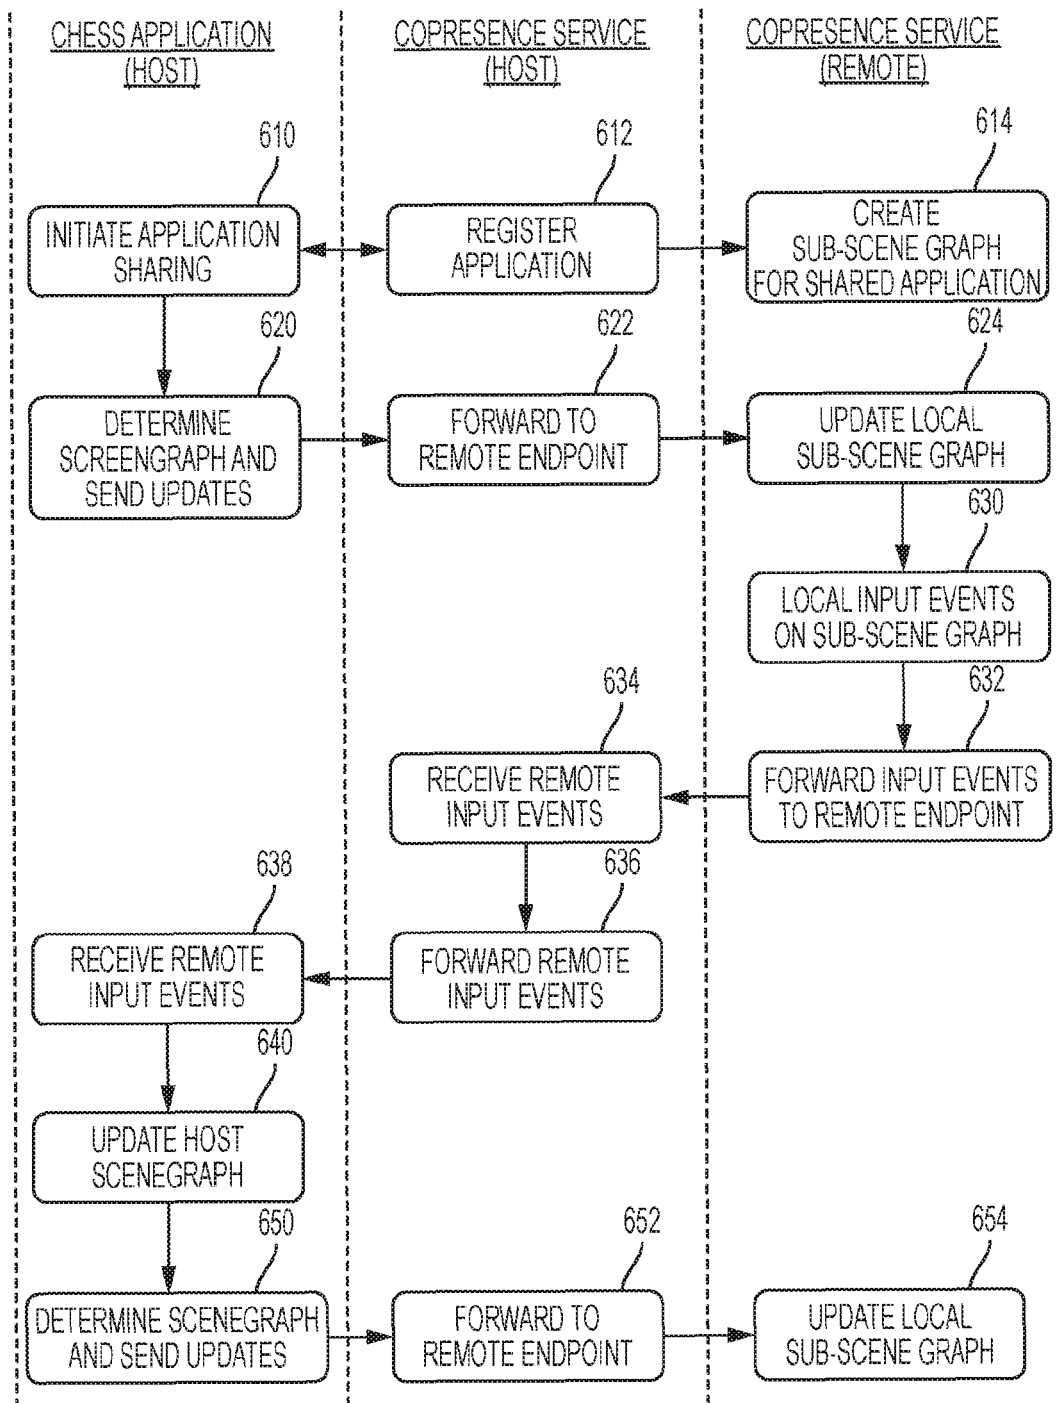 CHESS APPLICATION
(HOST)
COPRESENCE SERVICE
(HOST)
COPRESENCE SERVICE
(REMOTE)
610
612
614
INITIATE APPLICATION
SHARING
REGISTER
APPLICATION
CREATE
SUB-SCENE GRAPH
FOR SHARED APPLICATION
620
622
624
DETERMINE
SCREENGRAPH AND
SEND UPDATES
FORWARD TO
REMOTE ENDPOINT
UPDATE LOCAL
SUB-SCENE GRAPH
630
LOCAL INPUT EVENTS
ON SUB-SCENE GRAPH
634
632
RECEIVE REMOTE
INPUT EVENTS
FORWARD INPUT EVENTS
TO REMOTE ENDPOINT
638
636
RECEIVE REMOTE
INPUT EVENTS
FORWARD REMOTE
INPUT EVENTS
640
UPDATE HOST
SCENEGRAPH
650
652
654
DETERMINE SCENEGRAPH
AND SEND UPDATES
FORWARD TO
REMOTE ENDPOINT
UPDATE LOCAL
SUB-SCENE GRAPH